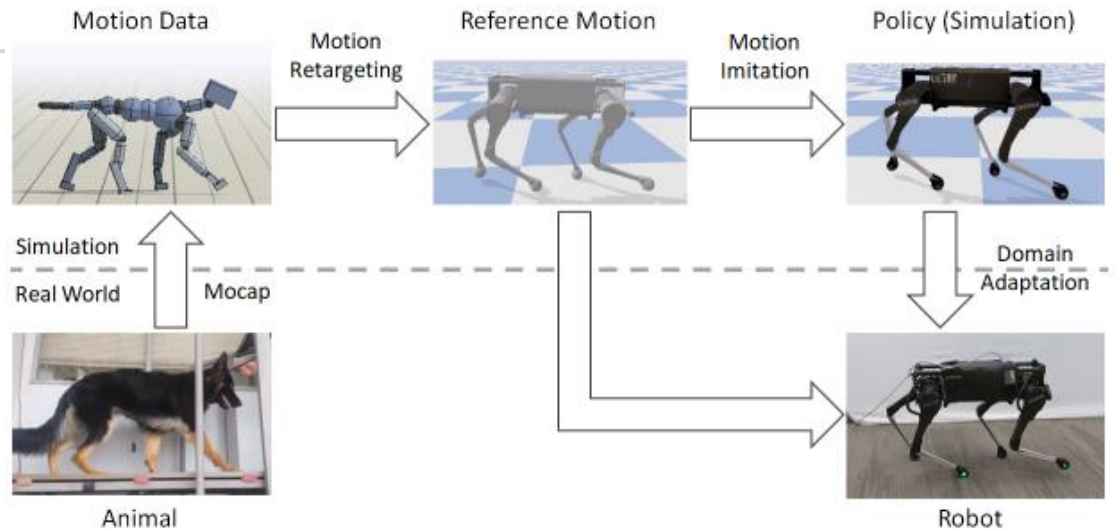 Motion Data
Reference Motion
Policy (Simulation)
Motion
Retargeting
Motion
Imitation
Simulation
Real World
Mocap
Domain
Adaptation
Animal
Robot